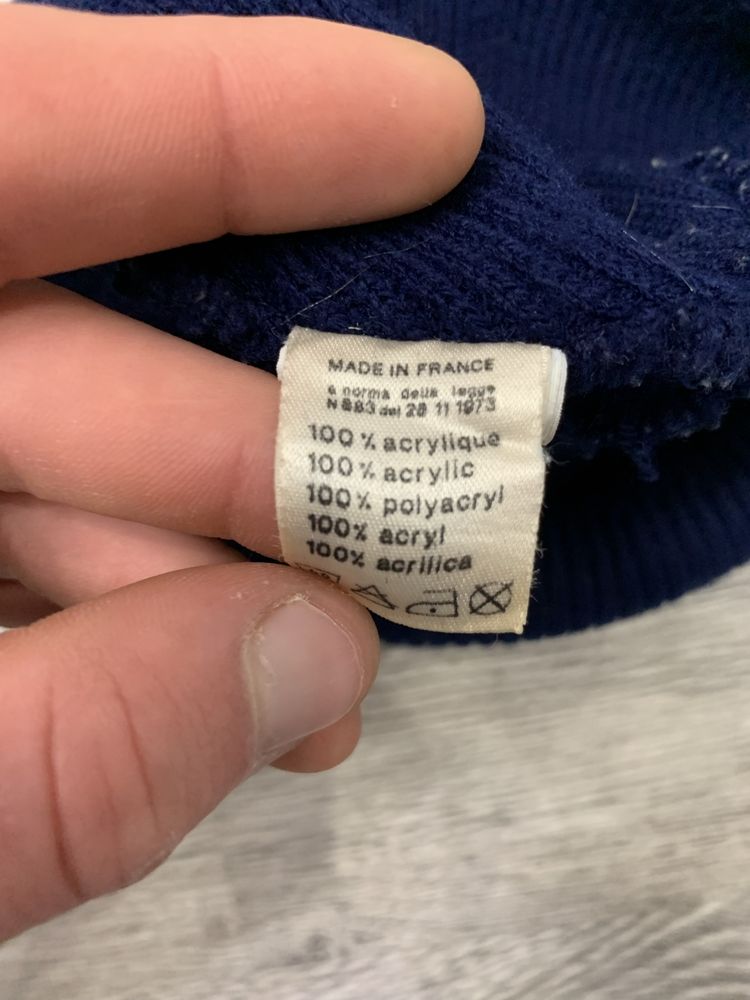 MADE IN FRANCE
a norma della legge
N 883 del 26 11 1973
100 % acrylique
100 % acrylic
100 % polyacryl
100 % acryl
100% acrilica